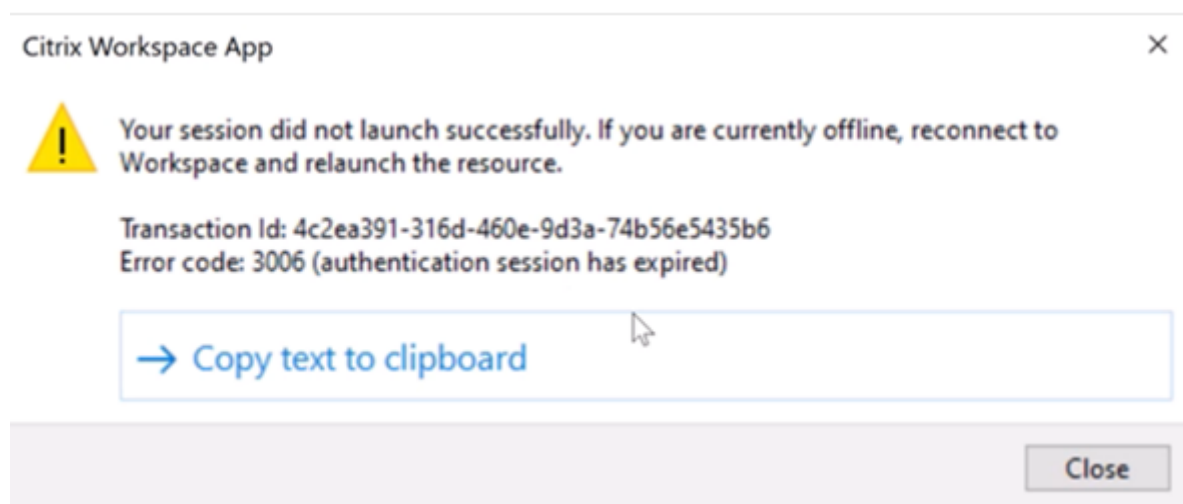 Citrix Workspace App
Your session did not launch successfully. If you are currently offline, reconnect to
Workspace and relaunch the resource.
Transaction Id: 4c2ea391-316d-460e-9d3a-74b56e5435b6
Error code: 3006 (authentication session has expired)
Copy text to clipboard
Close